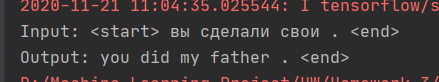 2020-11-21 11:04:35.025544: I tensorflow/s
Input: <start> вы сделали свои . <end>
Output: you did my father . <end>